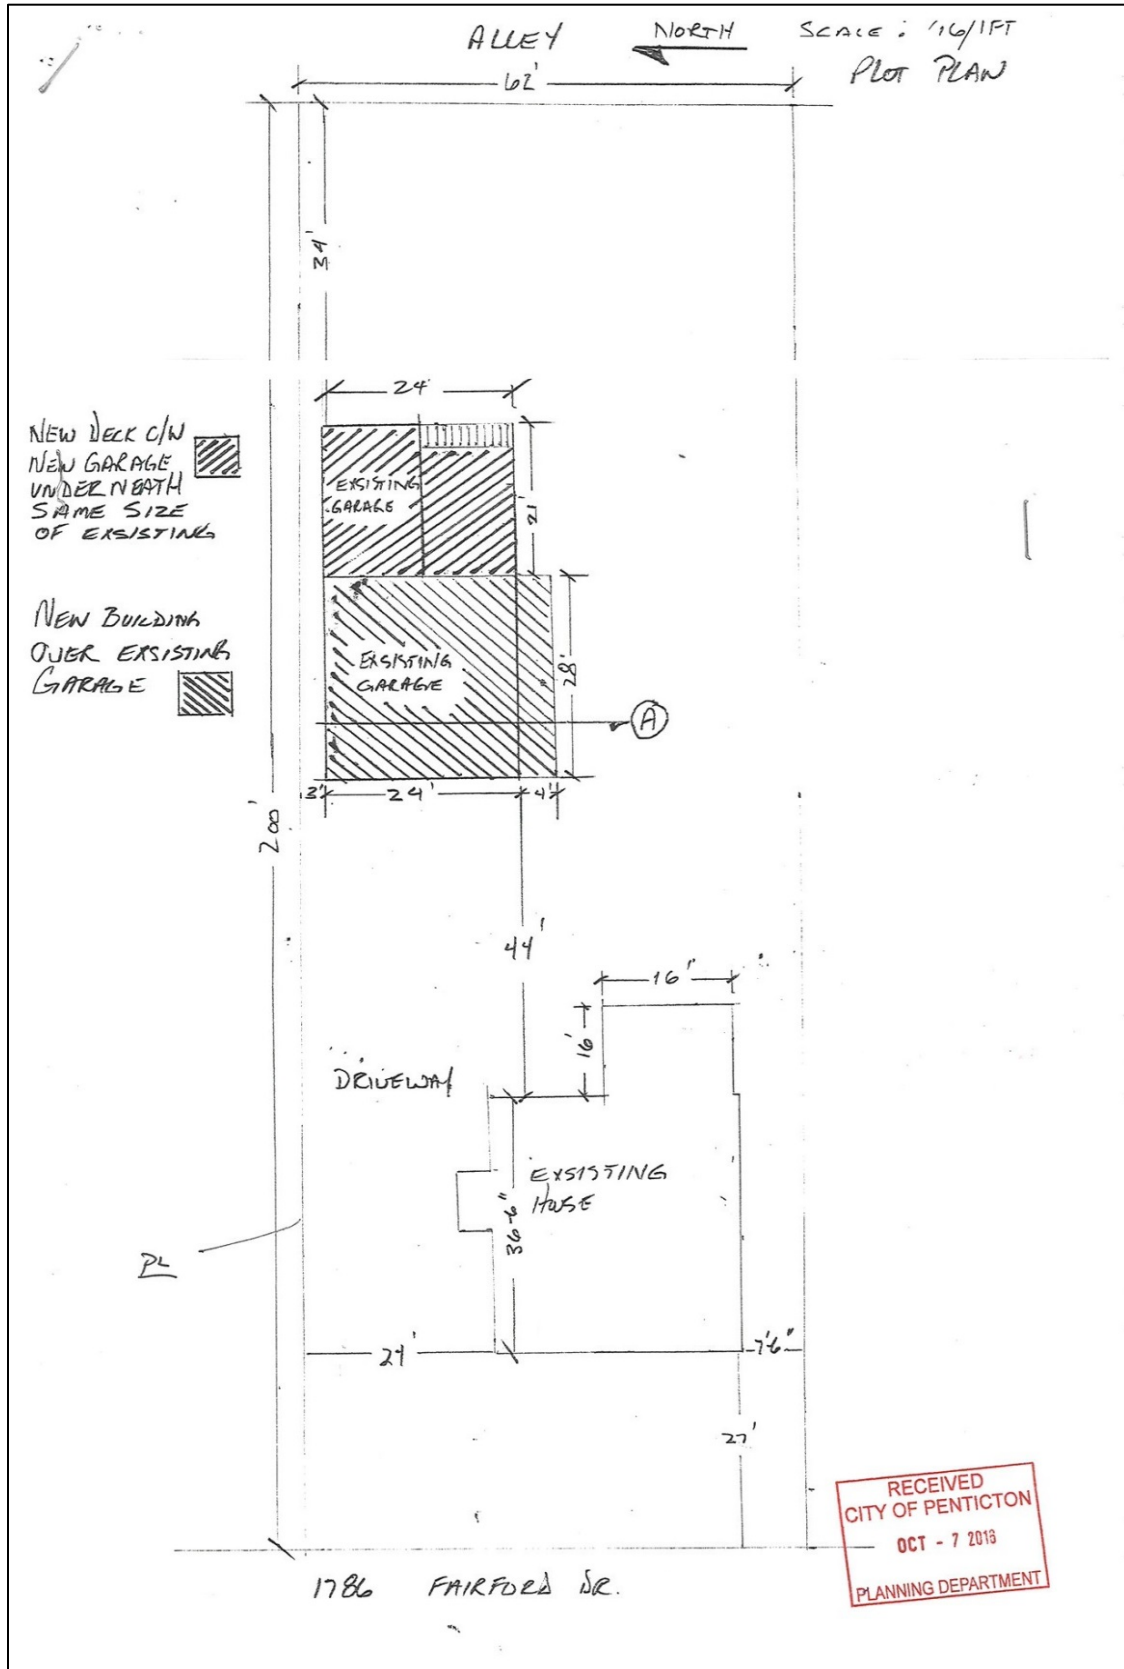 ALLEY
NORTH
SCALE : 1/16/1FT
PLOT PLAN
62'
34'
24'
NEW DECK C/W
NEW GARAGE
UNDERNEATH
SAME SIZE
OF EXSISTING
EXSISTING
GARAGE
21'
NEW BUILDING
OVER EXSISTING
GARAGE
EXSISTING
GARAGE
28'
A
3'
24'
4'
200'
44'
16'
16'
DRIVEWAY
EXSISTING
HOUSE
36-6"
PL
24'
7'6"
27'
RECEIVED
CITY OF PENTICTON
OCT - 7 2016
PLANNING DEPARTMENT
1786 FAIRFORD DR.